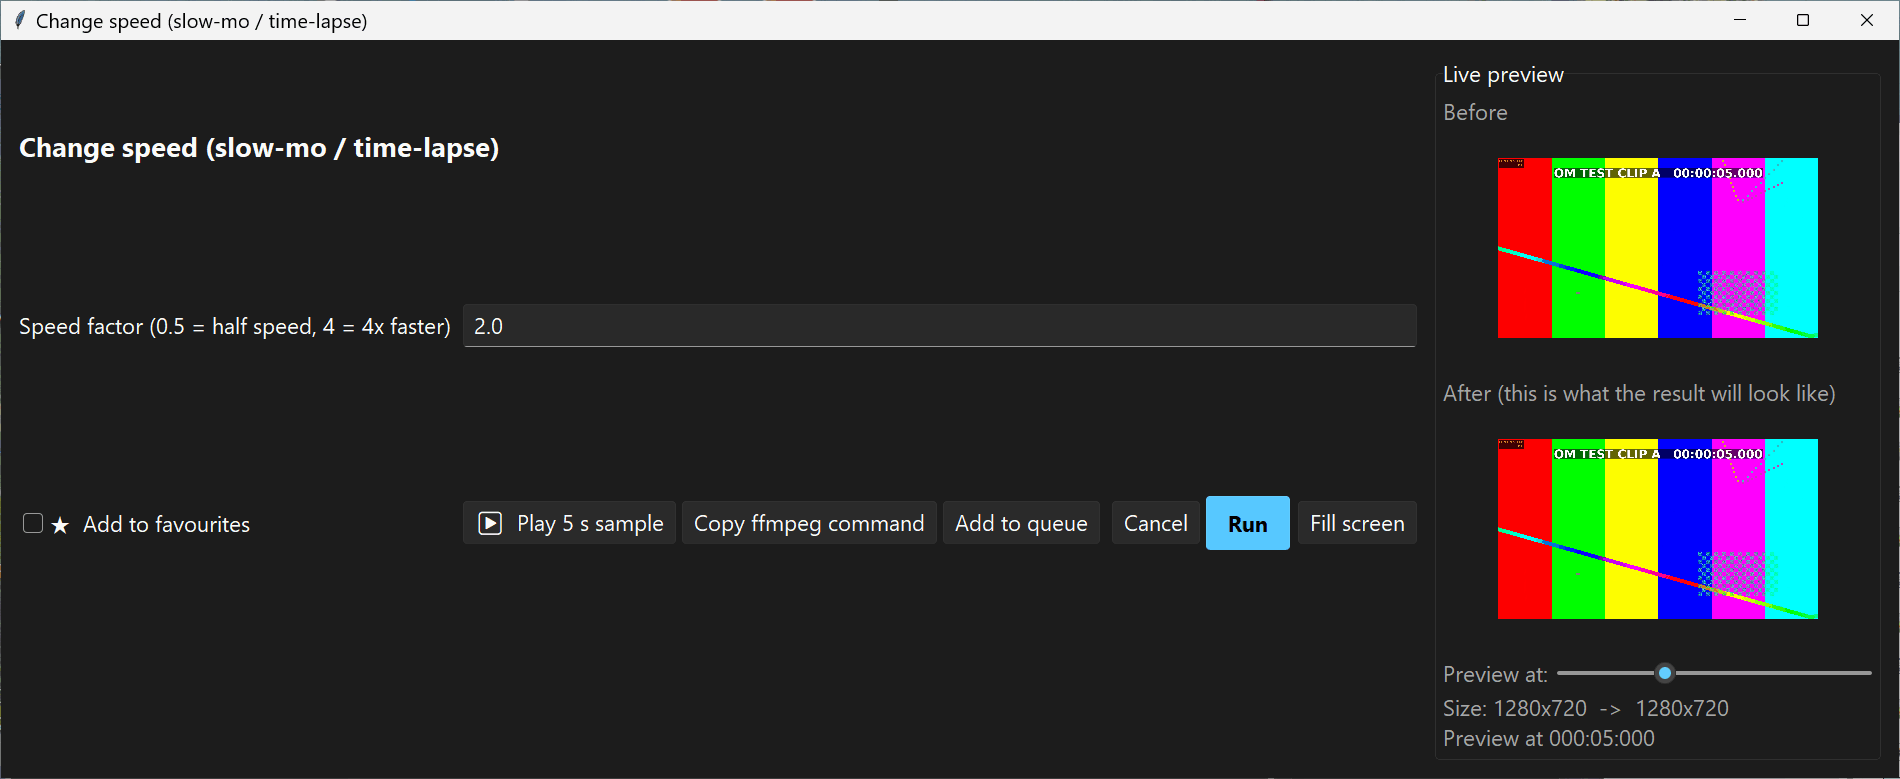 Change speed (slow-mo / time-lapse)
Change speed (slow-mo / time-lapse)
Speed factor (0.5 = half speed, 4 = 4x faster) 2.0
★ Add to favourites
Play 5 s sample
Copy ffmpeg command
Add to queue
Cancel
Run
Fill screen
Live preview
Before
OM TEST CLIP A 00:00:05.000
After (this is what the result will look like)
OM TEST CLIP A 00:00:05.000
Preview at:
Size: 1280x720 -> 1280x720
Preview at 000:05:000